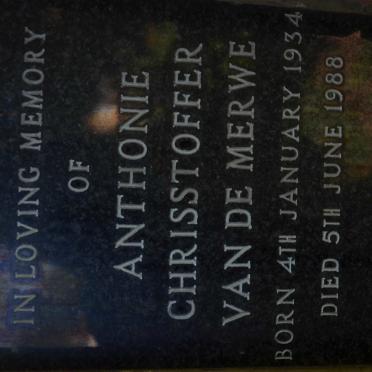 IN LOVING MEMORY
OF
ANTHONIE
CHRISSTOFFER
VAN DE MERWE
BORN 4TH JANUARY 1934,
DIED 5TH JUNE 1988